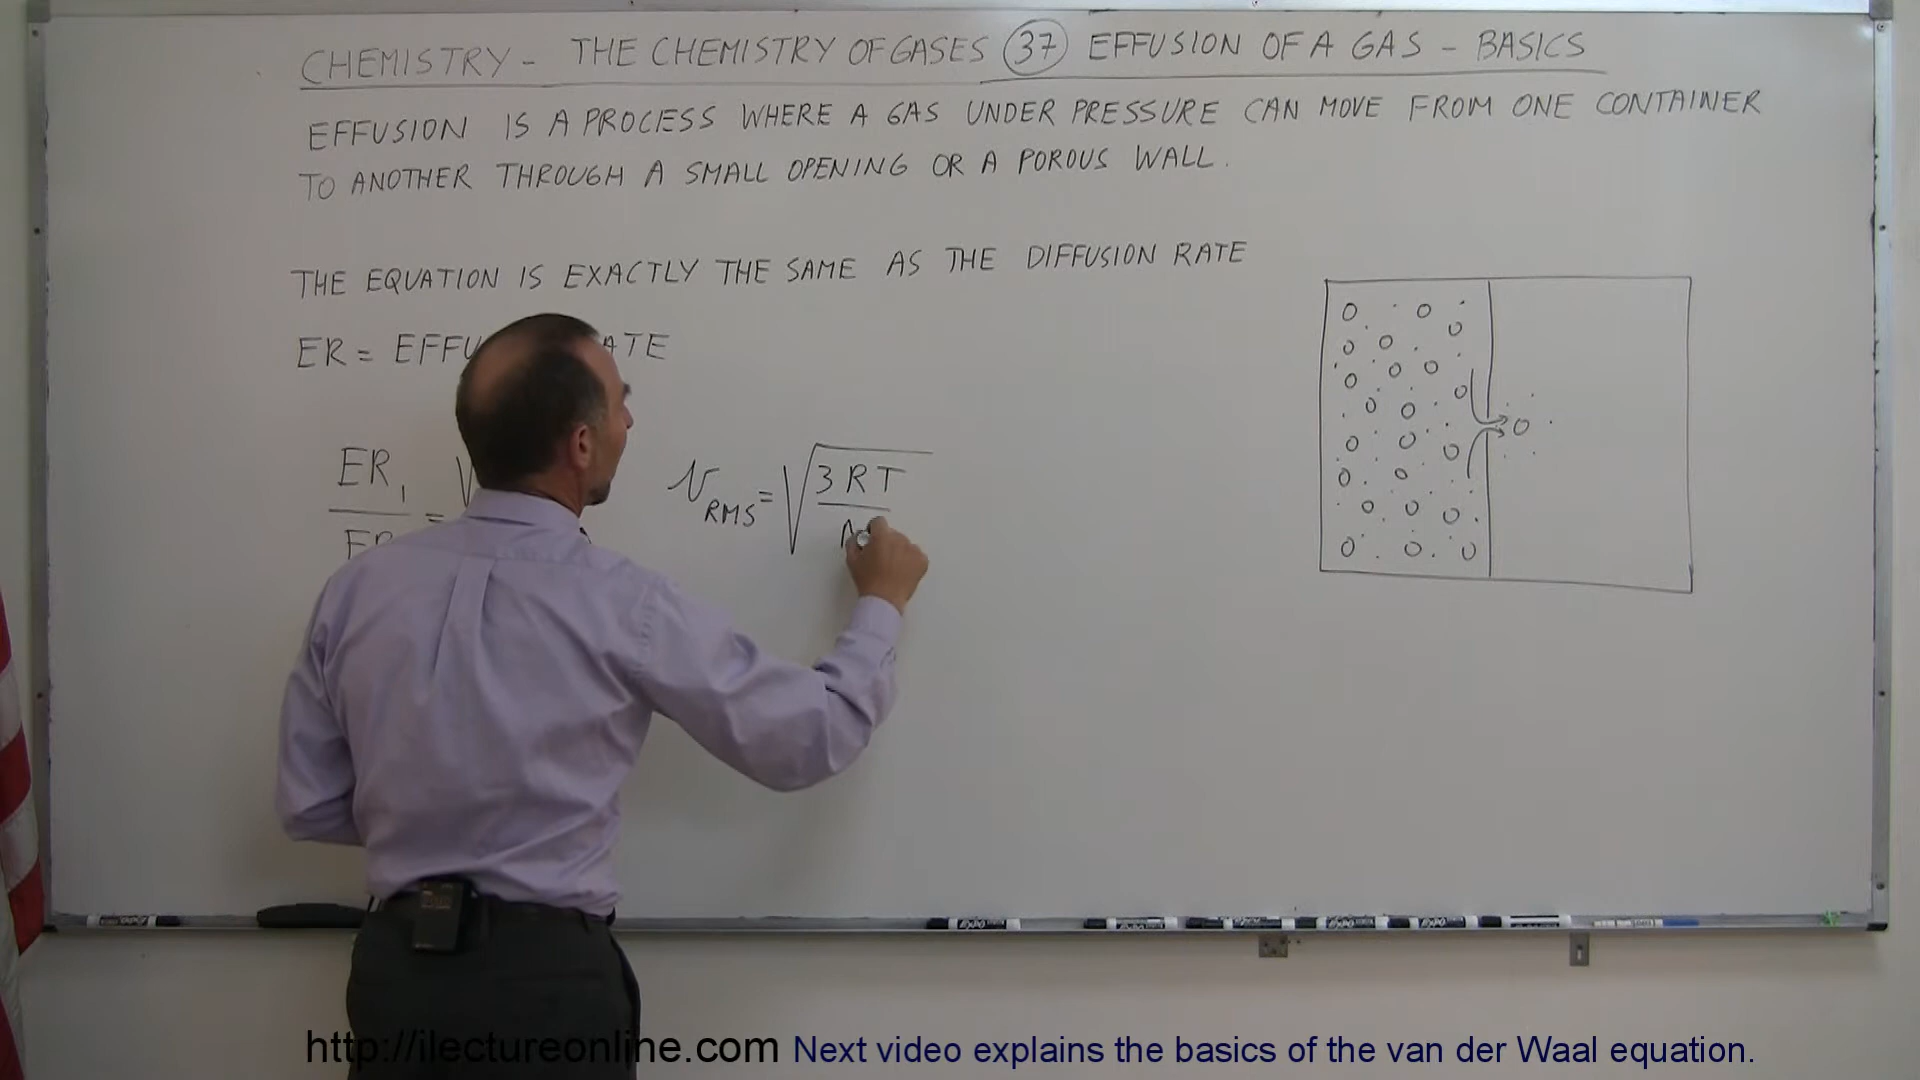 CHEMISTRY - THE CHEMISTRY OF GASES 37 EFFUSION OF A GAS - BASICS
EFFUSION IS A PROCESS WHERE A GAS UNDER PRESSURE CAN MOVE FROM ONE CONTAINER
TO ANOTHER THROUGH A SMALL OPENING OR A POROUS WALL.
THE EQUATION IS EXACTLY THE SAME AS THE DIFFUSION RATE
ER =
ER₁
=
V RMS = √
3RT
http://ilectureonline.com Next video explains the basics of the van der Waal equation.